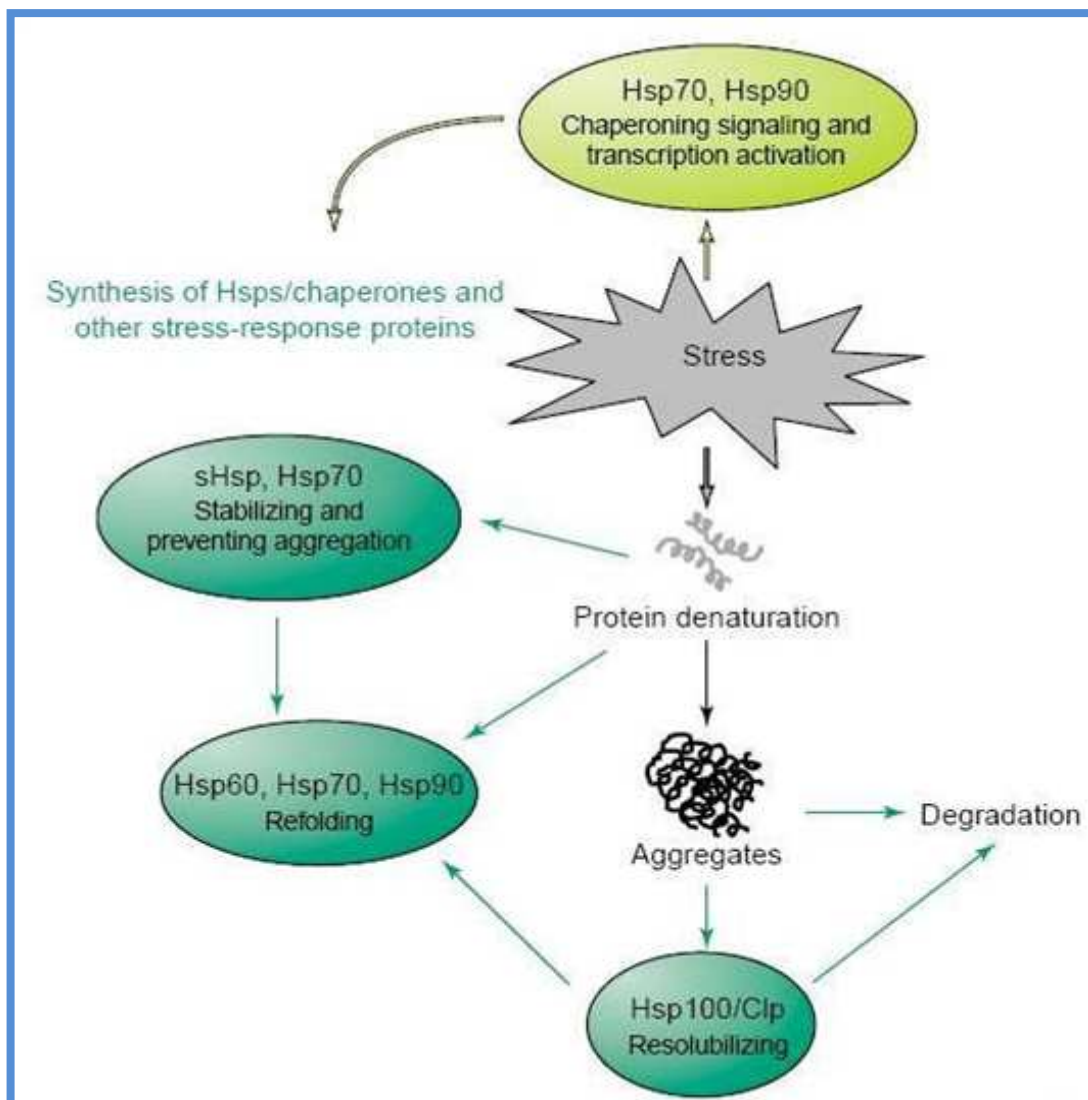 Hsp70, Hsp90
Chaperoning signaling and
transcription activation
Synthesis of Hsps/chaperones and
other stress-response proteins
Stress
sHsp, Hsp70
Stabilizing and
preventing aggregation
Protein denaturation
Hsp60, Hsp70, Hsp90
Refolding
Degradation
Aggregates
Hsp100/Clp
Resolubilizing